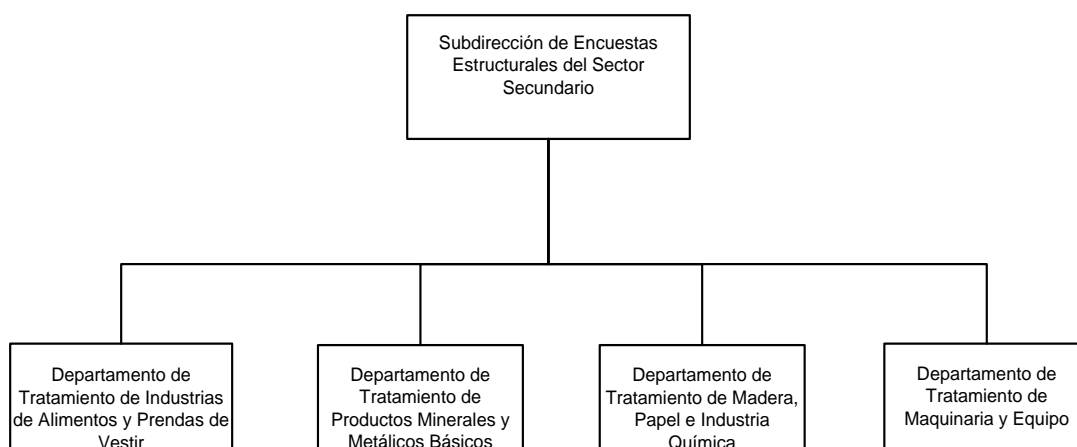 Subdirección de Encuestas
Estructurales del Sector
Secundario
Departamento de
Tratamiento de Industrias
de Alimentos y Prendas de
Vestir
Departamento de
Tratamiento de
Productos Minerales y
Metálicos Básicos
Departamento de
Tratamiento de Madera,
Papel e Industria
Química
Departamento de
Tratamiento de
Maquinaria y Equipo